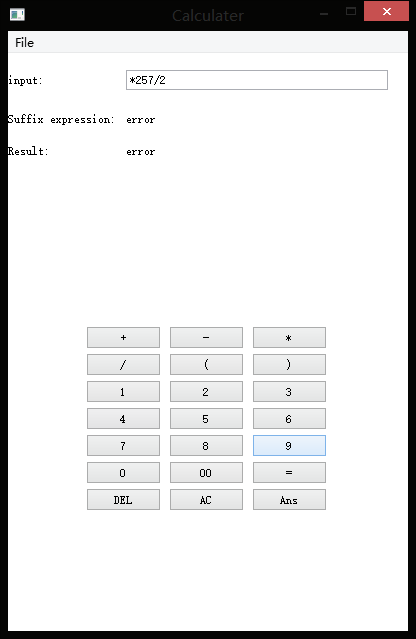 Calculater
File
input: *257/2
Suffix expression: error
Result: error
+ - *
/ ( )
1 2 3
4 5 6
7 8 9
0 00 =
DEL AC Ans